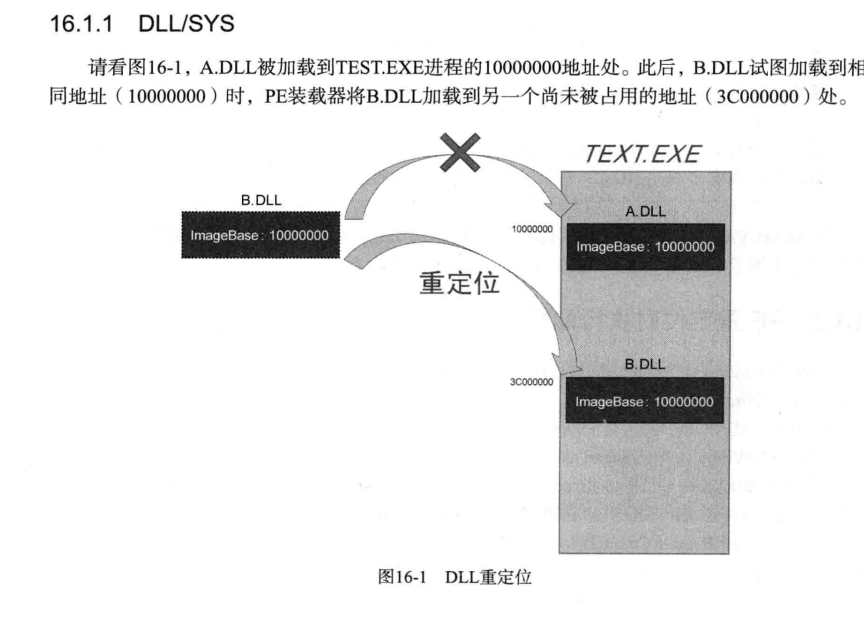 16.1.1 DLL/SYS
请看图16-1，A.DLL被加载到TEST.EXE进程的10000000地址处。此后，B.DLL试图加载到相
同地址（10000000）时，PE装载器将B.DLL加载到另一个尚未被占用的地址（3C000000）处。
TEXT.EXE
B.DLL
ImageBase: 10000000
10000000
A.DLL
ImageBase: 10000000
重定位
3C000000
B.DLL
ImageBase: 10000000
图16-1 DLL重定位